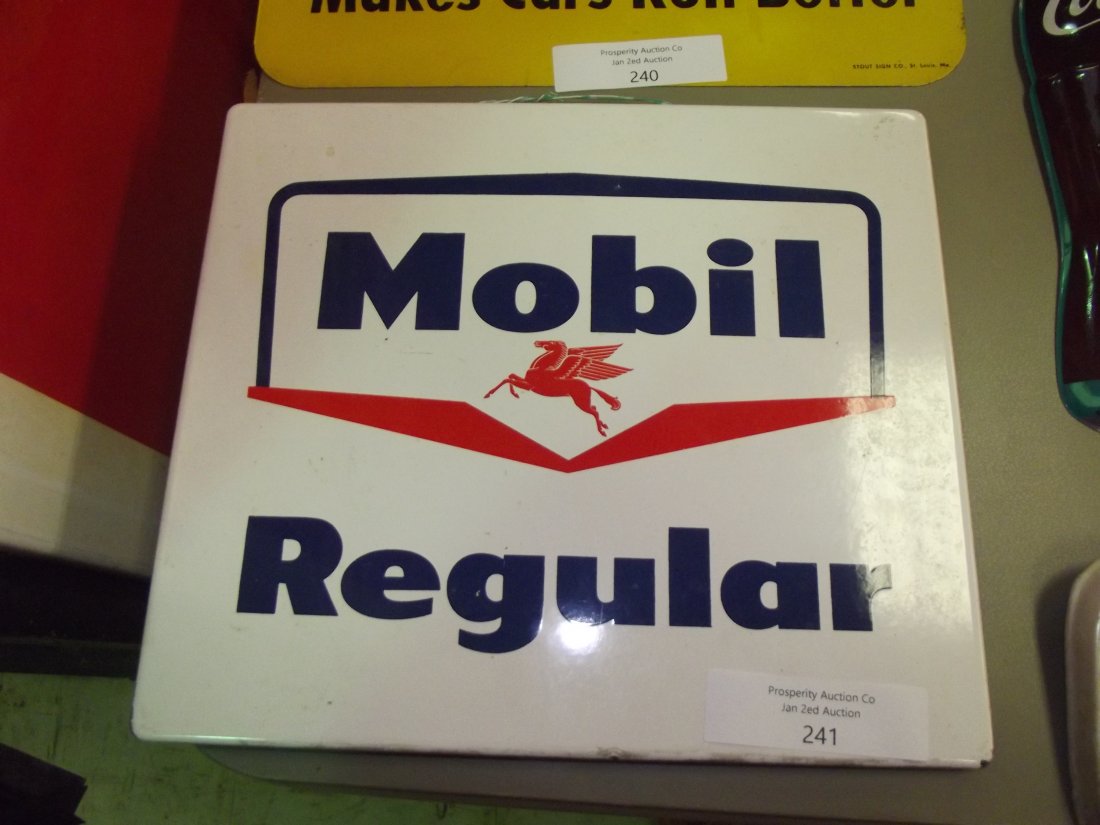 Makes Cars Run Better
Prosperity Auction Co
Jan 2ed Auction
240
STOUT SIGN CO., St. Louis, Mo.
Mobil
Regular
Prosperity Auction Co
Jan 2ed Auction
241